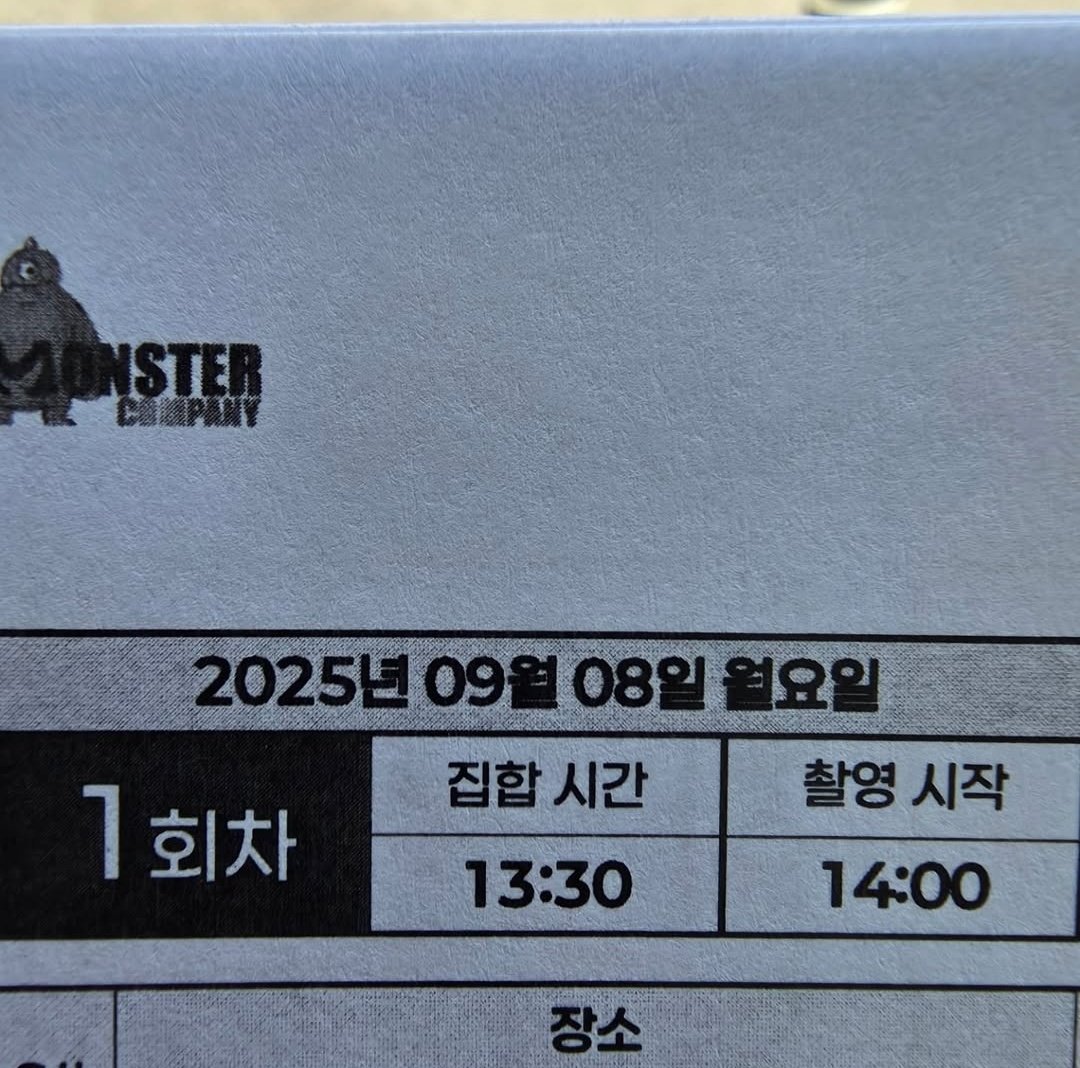 MONSTER
COMPANY
2025년 09월 08일 월요일
1 회차
집합 시간
촬영 시작
13:30
14:00
장소